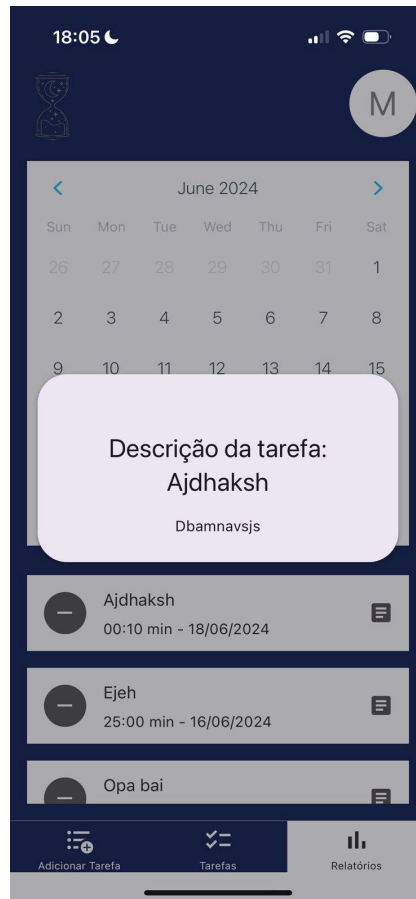 18:05
M
June 2024
Sun Mon Tue Wed Thu Fri Sat
26 27 28 29 30 31 1
2 3 4 5 6 7 8
9 10 11 12 13 14 15
Descrição da tarefa:
Ajdhaksh
Dbamnavsjs
Ajdhaksh
00:10 min - 18/06/2024
Ejeh
25:00 min - 16/06/2024
Opa bai
Adicionar Tarefa Tarefas Relatórios